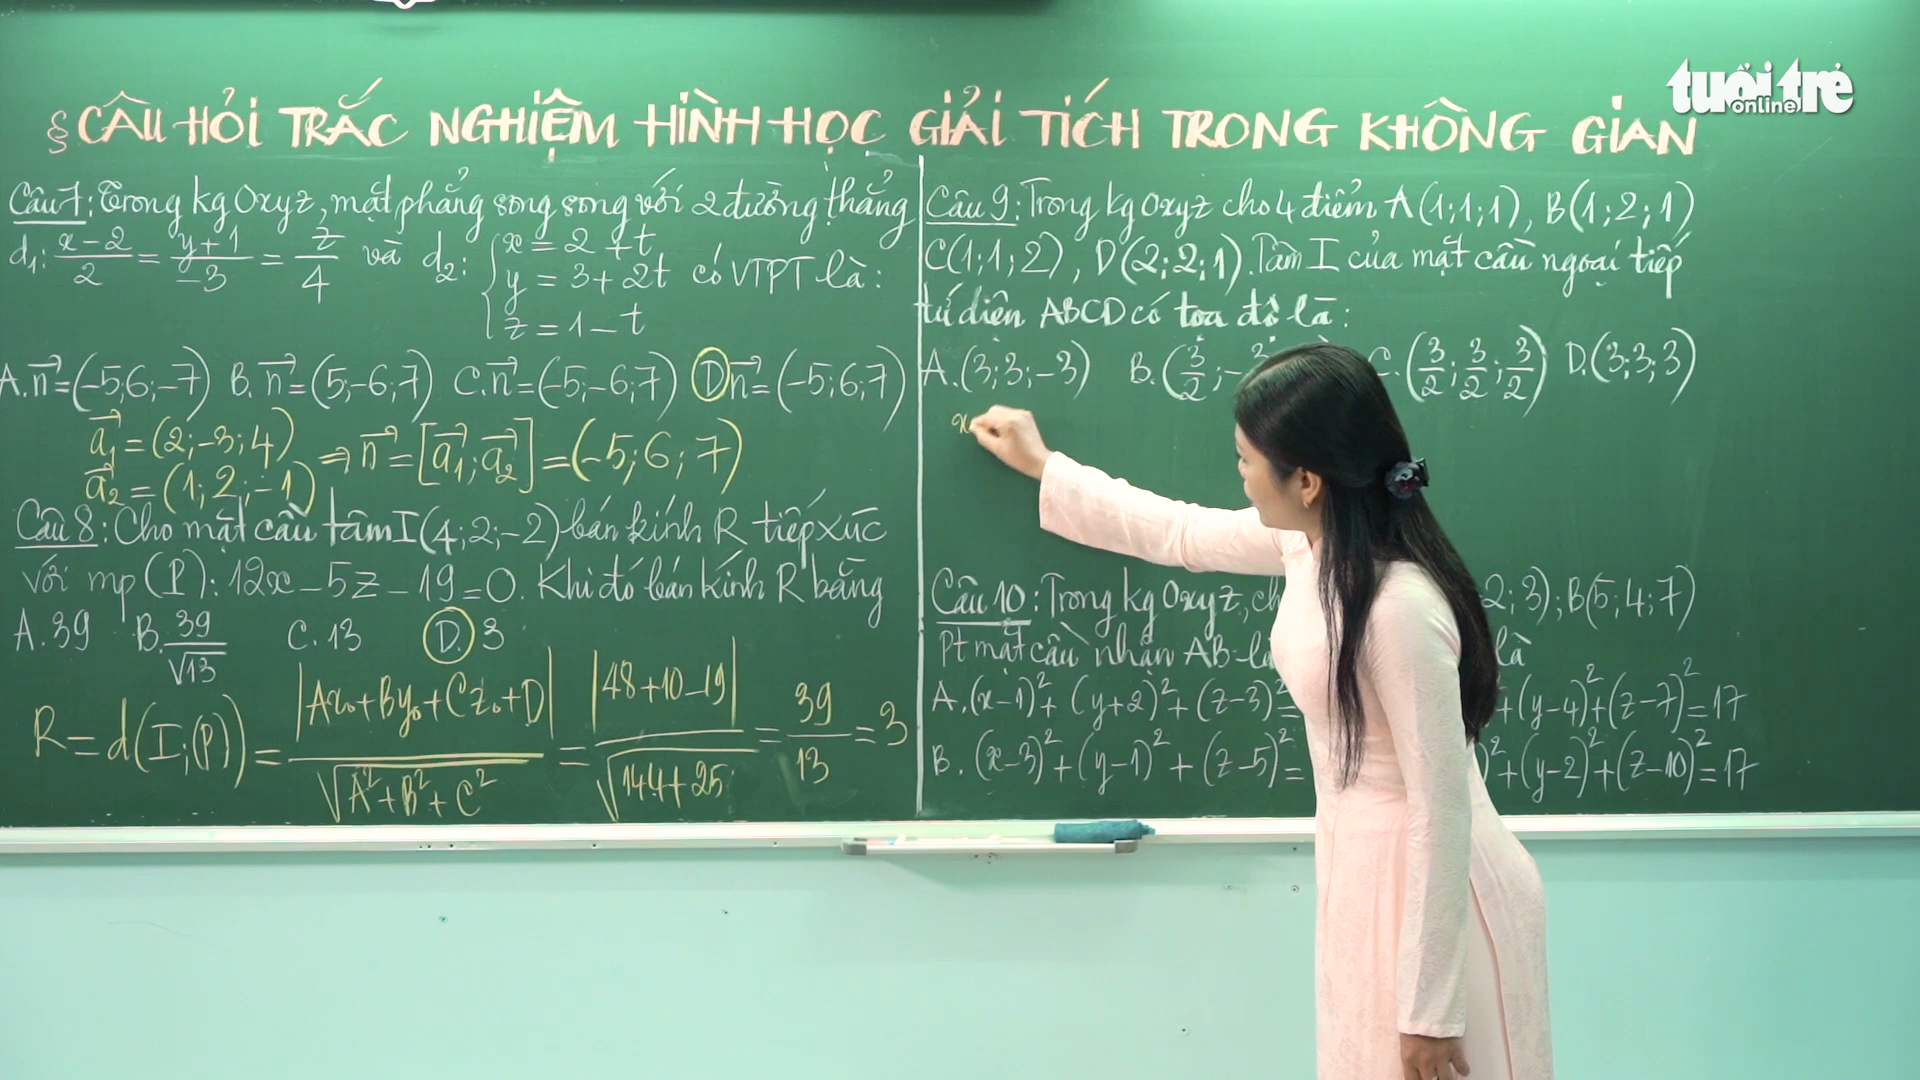 tuổi trẻ online
§ CÂU HỎI TRẮC NGHIỆM HÌNH HỌC GIẢI TÍCH TRONG KHÔNG GIAN
Câu 7: Trong kg Oxyz, mặt phẳng song song với 2 đường thẳng
d₁: (x-2)/2 = (y+1)/-3 = z/4 và d₂: { x = 2 + t
y = 3 + 2t có VTPT là:
z = 1 - t
A. n⃗ = (-5;6;-7) B. n⃗ = (5;-6;7) C. n⃗ = (-5;-6;7) D n⃗ = (-5;6;7)
a₁⃗ = (2;-3;4)
a₂⃗ = (1;2;-1) ⇒ n⃗ = [a₁⃗;a₂⃗] = (-5;6;7)
Câu 8: Cho mặt cầu tâm I(4;2;-2) bán kính R tiếp xúc
với mp (P): 12x - 5z - 19 = 0. Khi đó bán kính R bằng
A. 39 B. 39/√13 C. 13 D. 3
R = d(I;(P)) = |Ax₀+By₀+Cz₀+D| / √(A²+B²+C²) = |48+10-19| / √(144+25) = 39/13 = 3
Câu 9: Trong kg Oxyz cho 4 điểm A(1;1;1), B(1;2;1)
C(1;1;2), D(2;2;1). Tâm I của mặt cầu ngoại tiếp
tứ diện ABCD có tọa độ là:
A. (3;3;-3) B. (3/2;-3 C. (3/2;3/2;3/2) D. (3;3;3)
x
Câu 10: Trong kg Oxyz, ch 2;3); B(5;4;7)
Pt mặt cầu nhận AB là
A. (x-1)² + (y+2)² + (z-3)² = + (y-4)² + (z-7)² = 17
B. (x-3)² + (y-1)² + (z-5)² = )² + (y-2)² + (z-10)² = 17